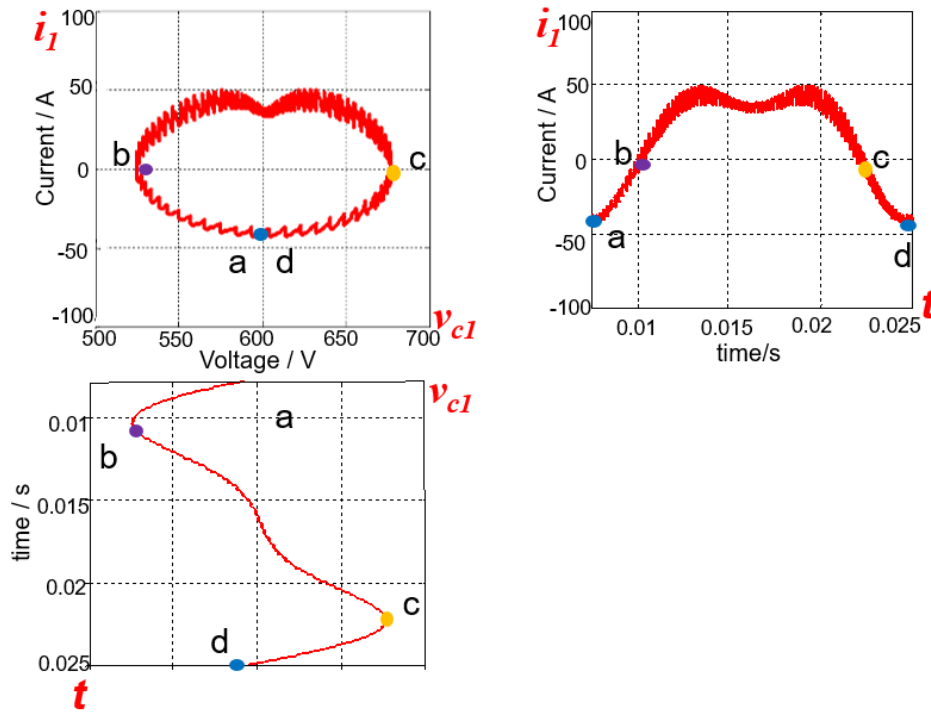 i1
Current / A
100
50
0
-50
-100
b
c
a
d
500
550
600
650
700
Voltage / V
vc1
i1
Current / A
100
50
0
-50
-100
b
c
a
d
0.01
0.015
0.02
0.025
time/s
t
vc1
time / s
0.01
0.015
0.02
0.025
a
b
c
d
t